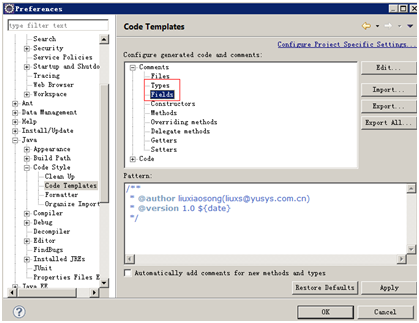 Preferences
type filter text
Search
Security
Service Policies
Startup and Shutdo
Tracing
Web Browser
Workspace
Ant
Data Management
Help
Install/Update
Java
Appearance
Build Path
Code Style
Clean Up
Code Templates
Formatter
Organize Import
Compiler
Debug
Decompiler
Editor
FindBugs
Installed JREs
JUnit
Properties Files E
Java EE
Code Templates
Configure Project Specific Settings...
Configure generated code and comments:
Comments
Files
Types
Fields
Constructors
Methods
Overriding methods
Delegate methods
Getters
Setters
Code
Edit...
Import...
Export...
Export All...
Pattern:
/**
* @author liuxiaosong(liuxs@yusys.com.cn)
* @version 1.0 ${date}
*/
Automatically add comments for new methods and types
Restore Defaults
Apply
OK
Cancel